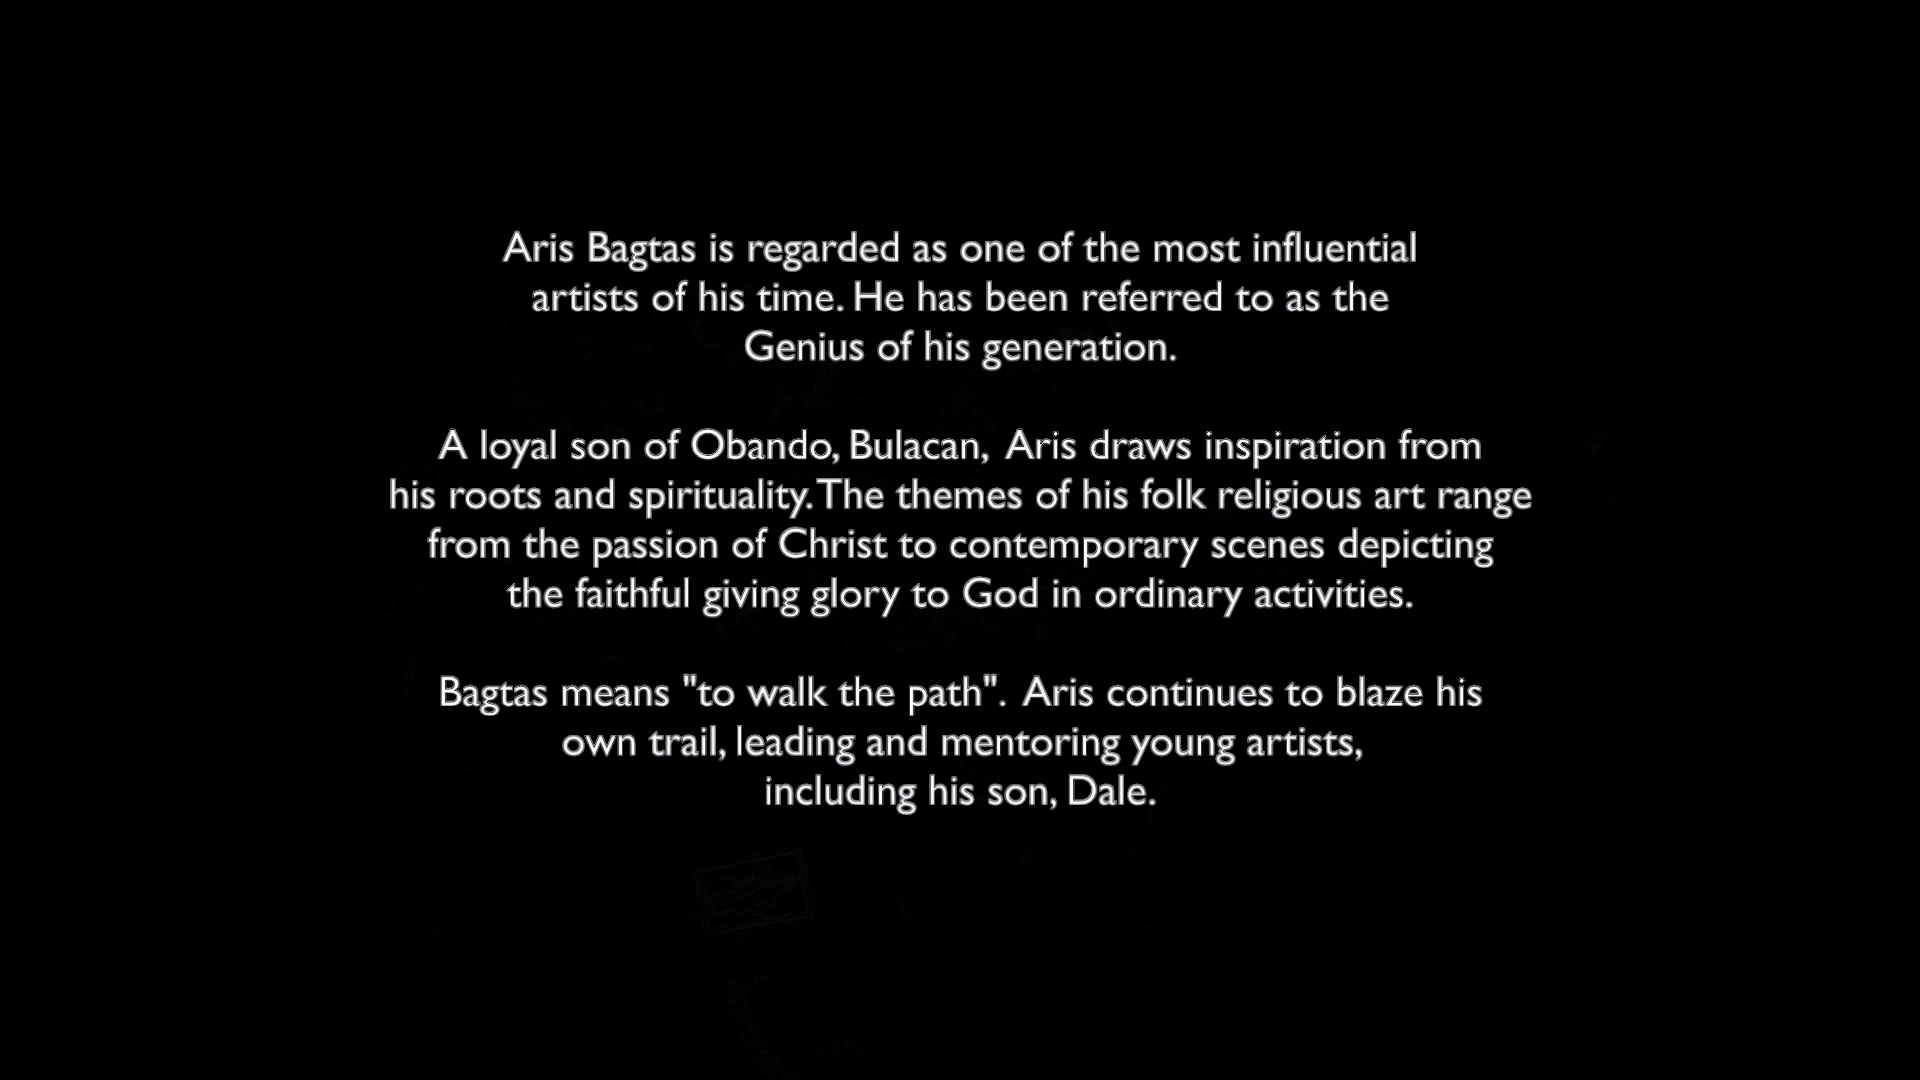 Aris Bagtas is regarded as one of the most influential
artists of his time. He has been referred to as the
Genius of his generation.
A loyal son of Obando, Bulacan, Aris draws inspiration from
his roots and spirituality. The themes of his folk religious art range
from the passion of Christ to contemporary scenes depicting
the faithful giving glory to God in ordinary activities.
Bagtas means "to walk the path". Aris continues to blaze his
own trail, leading and mentoring young artists,
including his son, Dale.